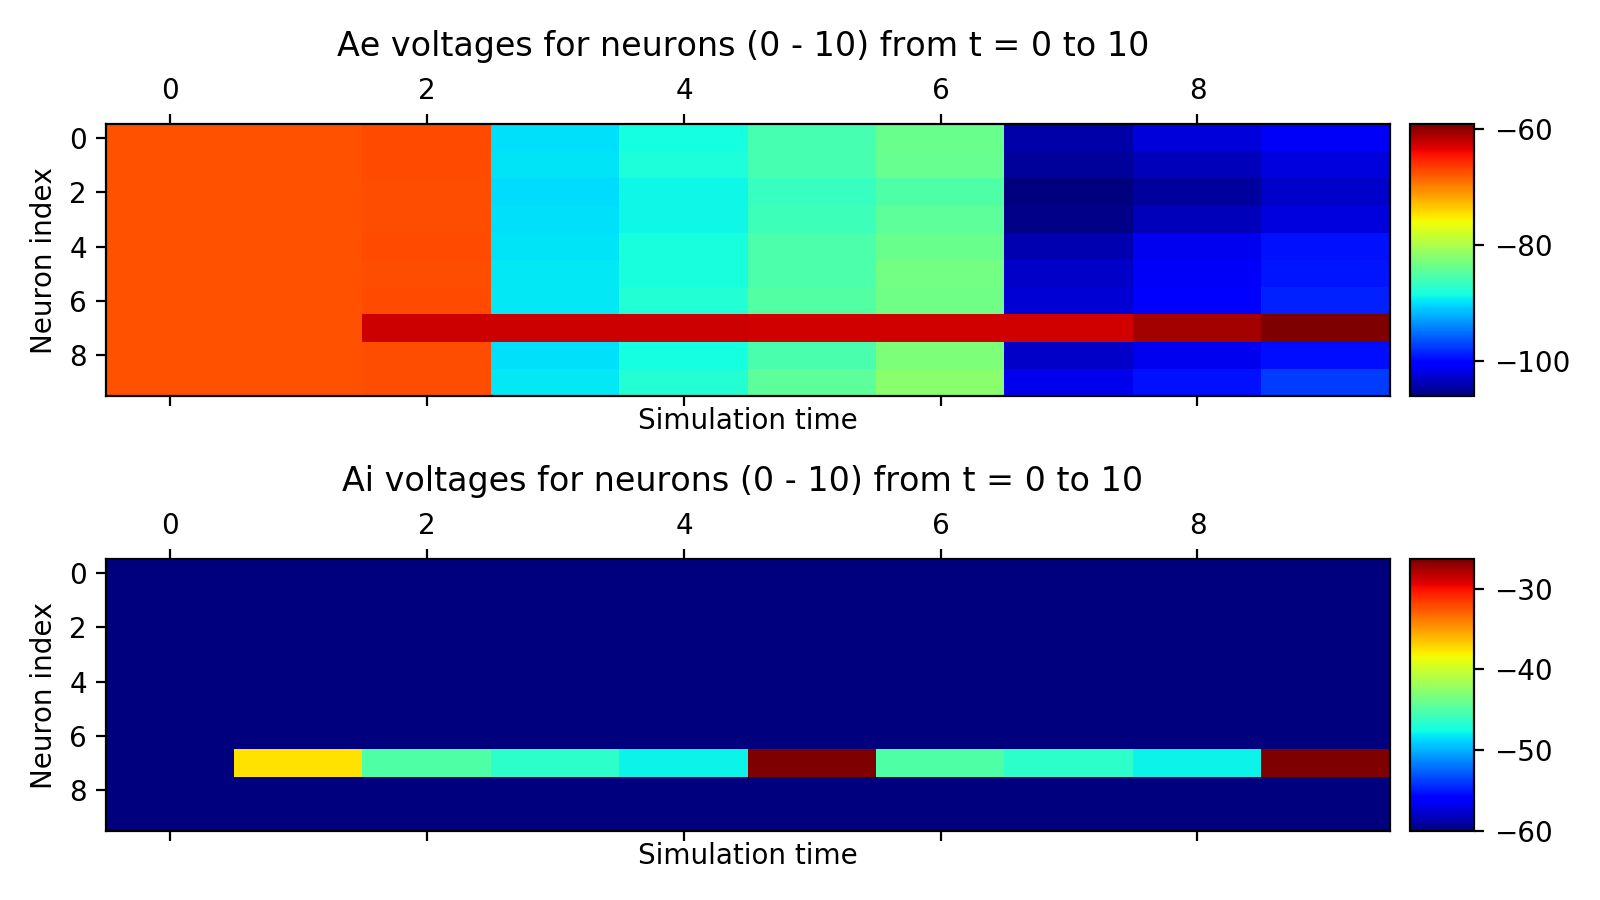 Ae voltages for neurons (0 - 10) from t = 0 to 10
0 2 4 6 8
Neuron index
0
2
4
6
8
−60
−80
−100
Simulation time
Ai voltages for neurons (0 - 10) from t = 0 to 10
0 2 4 6 8
Neuron index
0
2
4
6
8
−30
−40
−50
−60
Simulation time